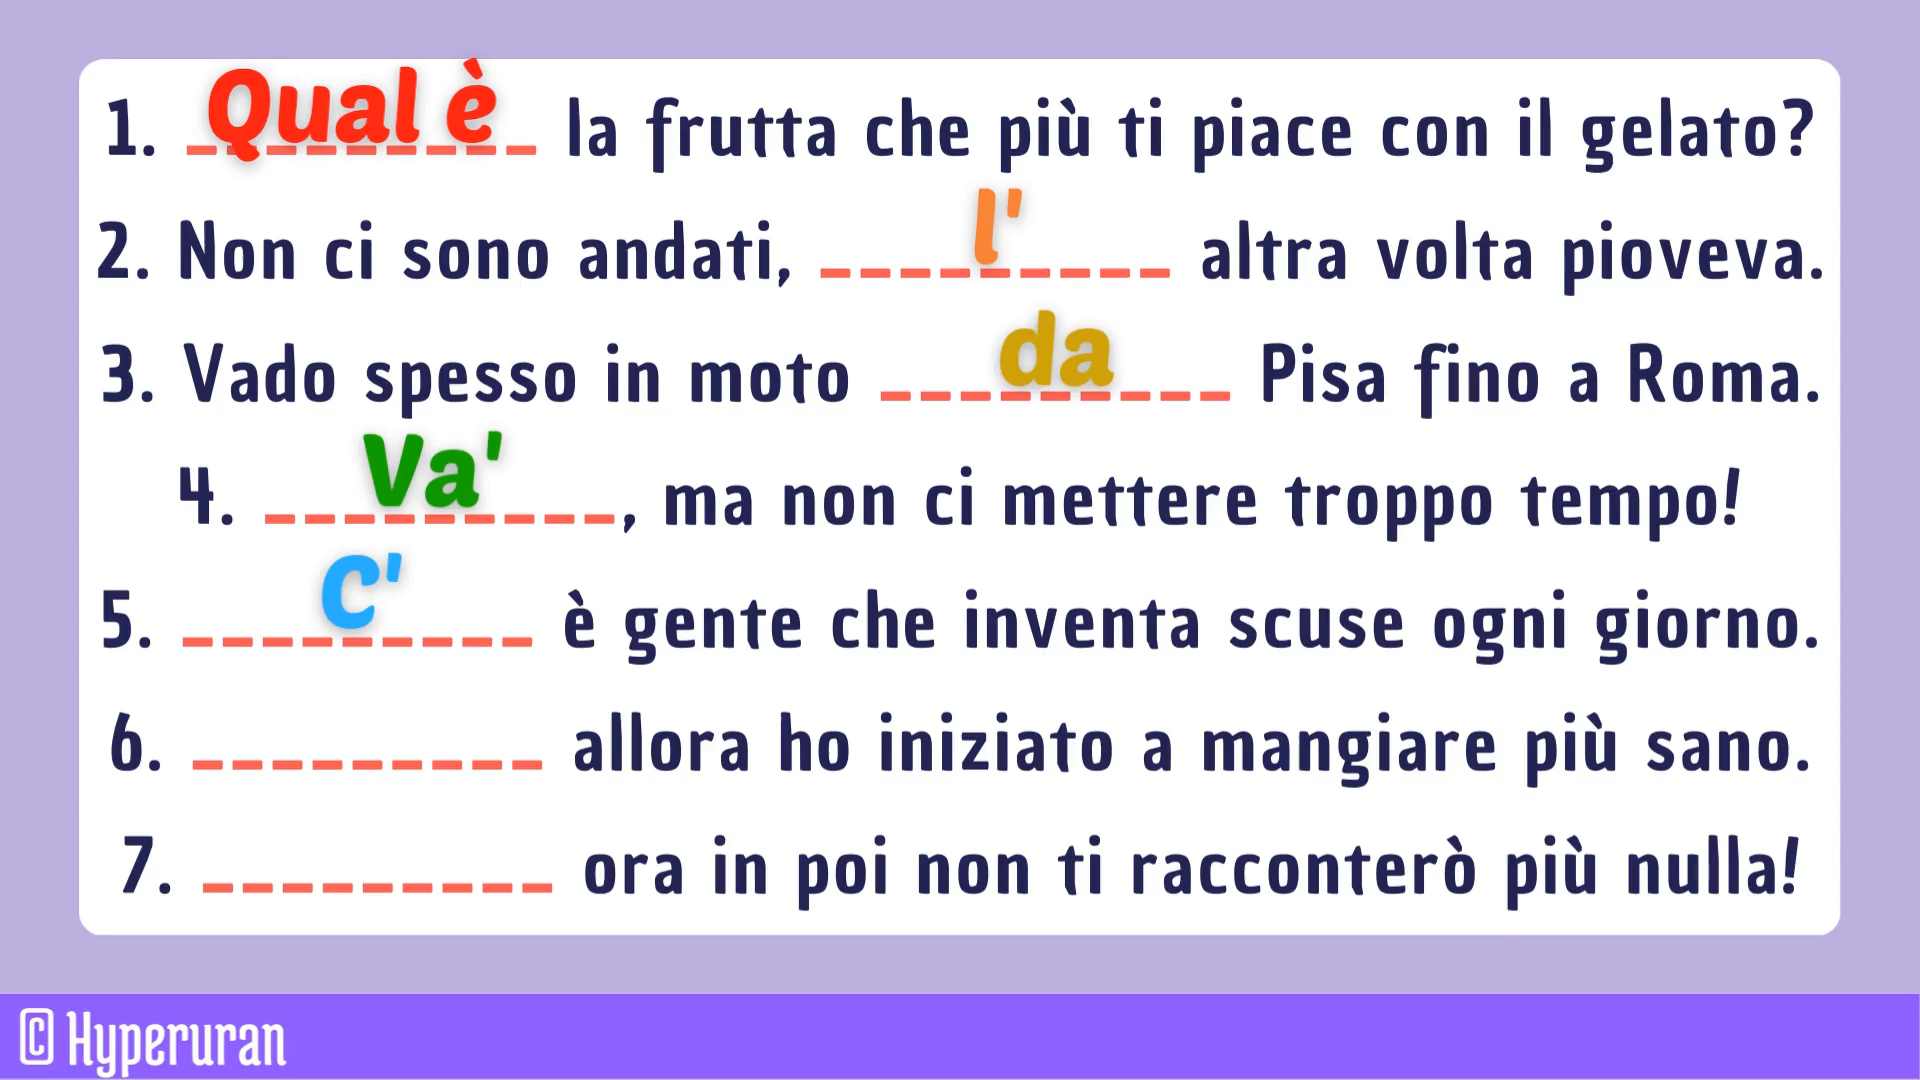 1. Qual è la frutta che più ti piace con il gelato?
2. Non ci sono andati, l' altra volta pioveva.
3. Vado spesso in moto da Pisa fino a Roma.
4. Va', ma non ci mettere troppo tempo!
5. C' è gente che inventa scuse ogni giorno.
6. _________ allora ho iniziato a mangiare più sano.
7. _________ ora in poi non ti racconterò più nulla!
© Hyperuran